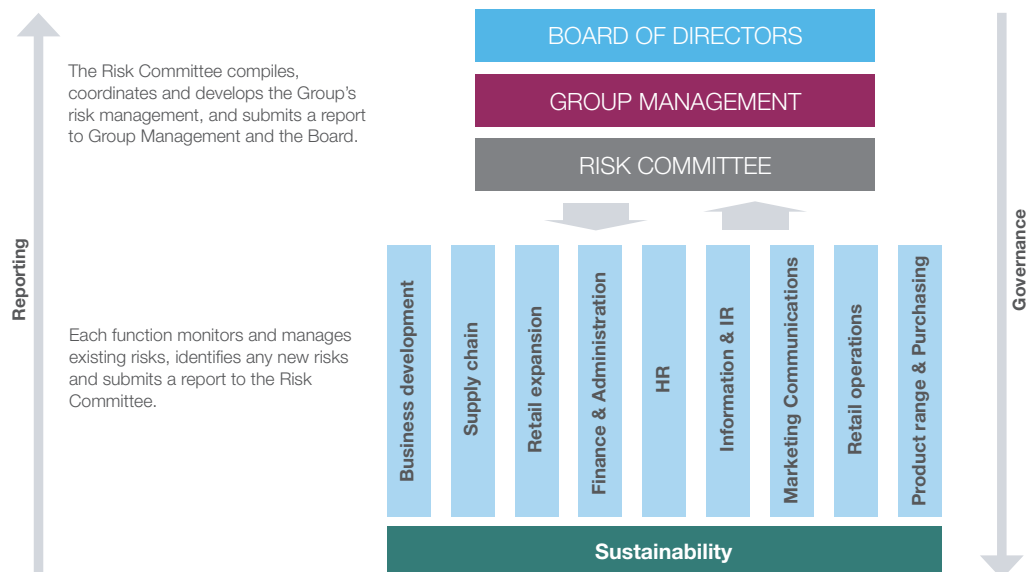 BOARD OF DIRECTORS
The Risk Committee compiles,
coordinates and develops the Group's
risk management, and submits a report
to Group Management and the Board.
GROUP MANAGEMENT
RISK COMMITTEE
Reporting
Governance
Each function monitors and manages
existing risks, identifies any new risks
and submits a report to the Risk
Committee.
Business development
Supply chain
Retail expansion
Finance & Administration
HR
Information & IR
Marketing Communications
Retail operations
Product range & Purchasing
Sustainability